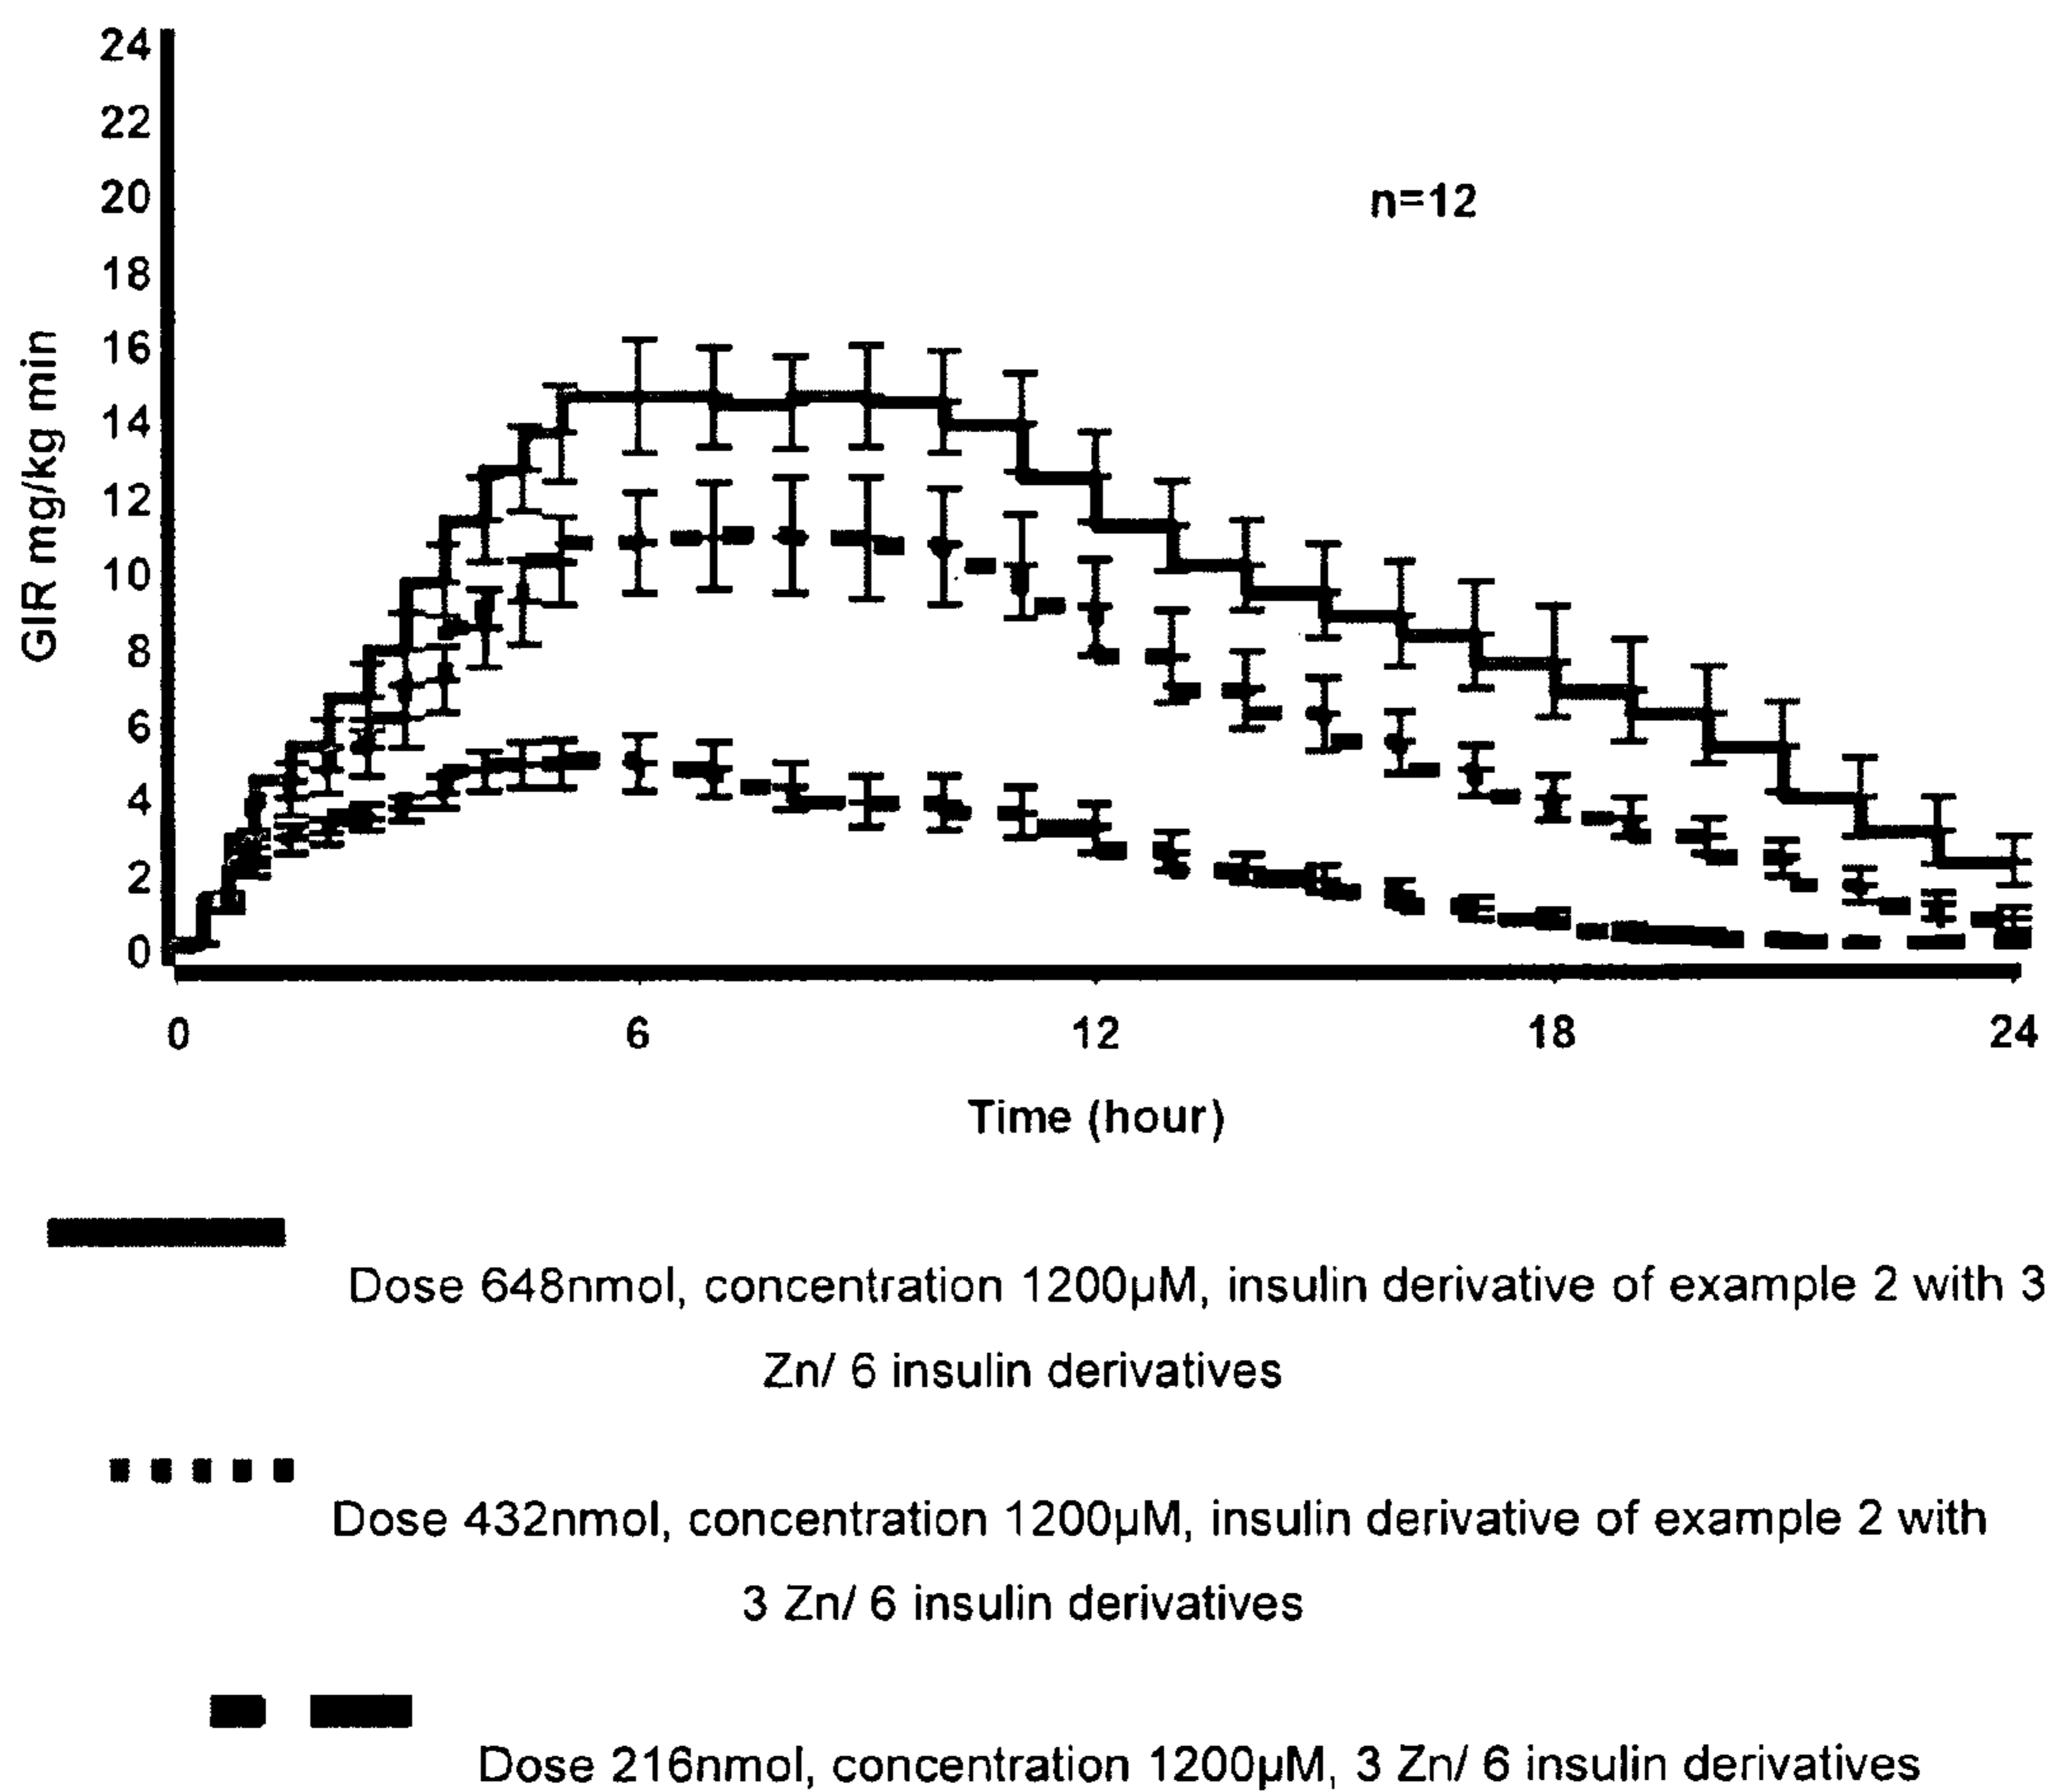 24
22
20
n=12
18
16
14
12
10
8
6
4
2
0
GIR mg/kg min
0 6 12 18 24
Time (hour)
Dose 648nmol, concentration 1200µM, insulin derivative of example 2 with 3
Zn/ 6 insulin derivatives
Dose 432nmol, concentration 1200µM, insulin derivative of example 2 with
3 Zn/ 6 insulin derivatives
Dose 216nmol, concentration 1200µM, 3 Zn/ 6 insulin derivatives